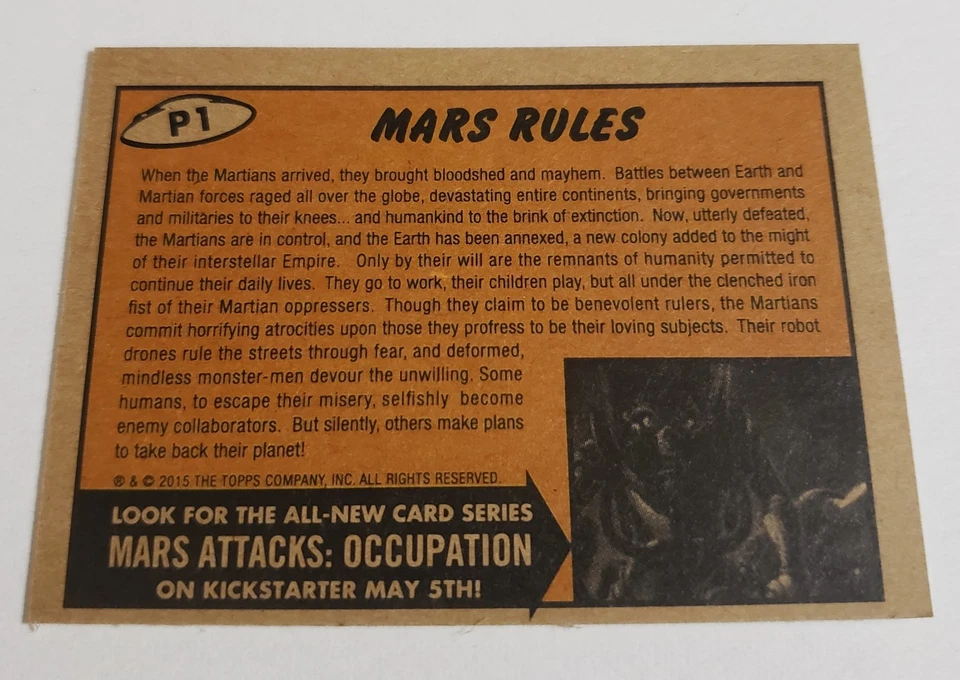 P1
MARS RULES
When the Martians arrived, they brought bloodshed and mayhem. Battles between Earth and
Martian forces raged all over the globe, devastating entire continents, bringing governments
and militaries to their knees... and humankind to the brink of extinction. Now, utterly defeated,
the Martians are in control, and the Earth has been annexed, a new colony added to the might
of their interstellar Empire. Only by their will are the remnants of humanity permitted to
continue their daily lives. They go to work, their children play, but all under the clenched iron
fist of their Martian oppressers. Though they claim to be benevolent rulers, the Martians
commit horrifying atrocities upon those they profess to be their loving subjects. Their robot
drones rule the streets through fear, and deformed,
mindless monster-men devour the unwilling. Some
humans, to escape their misery, selfishly become
enemy collaborators. But silently, others make plans
to take back their planet!
® & © 2015 THE TOPPS COMPANY, INC. ALL RIGHTS RESERVED.
LOOK FOR THE ALL-NEW CARD SERIES
MARS ATTACKS: OCCUPATION
ON KICKSTARTER MAY 5TH!